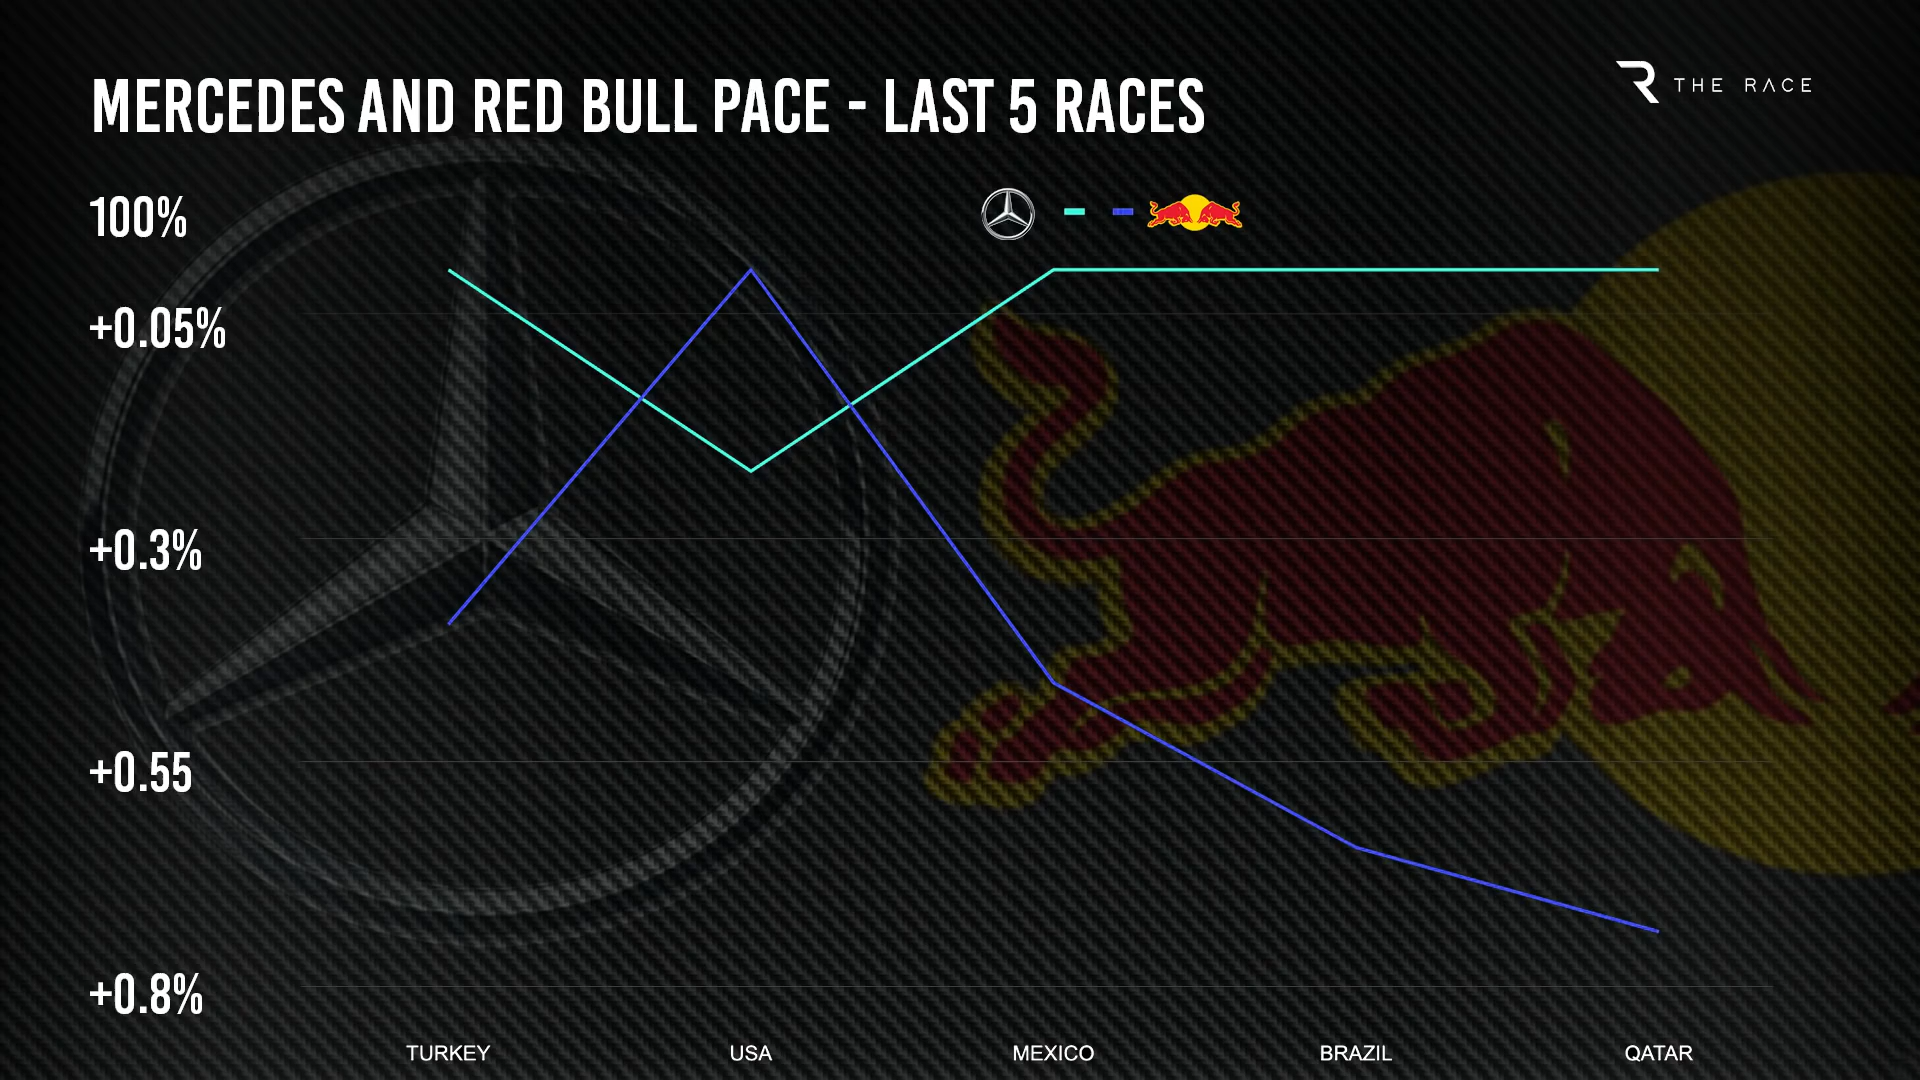 MERCEDES AND RED BULL PACE - LAST 5 RACES
THE RACE
100%
+0.05%
+0.3%
+0.55
+0.8%
TURKEY USA MEXICO BRAZIL QATAR